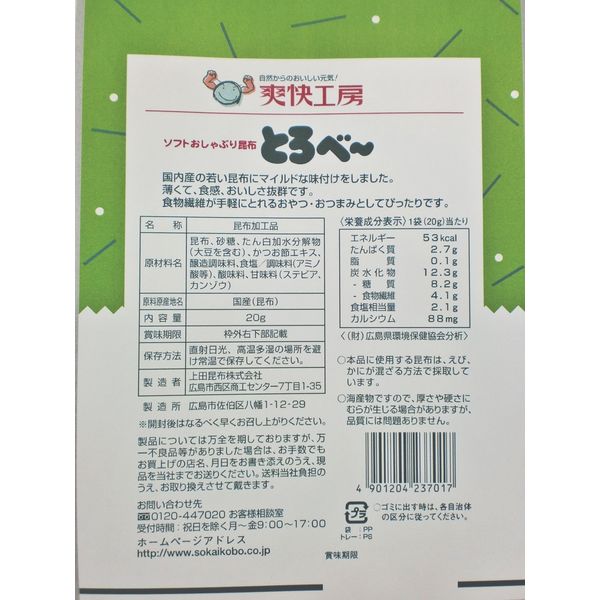 自然からのおいしい元気!
爽快工房
ソフトおしゃぶり昆布 とろべ〜
国内産の若い昆布にマイルドな味付けをしました。
薄くて、食感、おいしさ抜群です。
食物繊維が手軽にとれるおやつ・おつまみとしてぴったりです。
名称 昆布加工品
原材料名 昆布、砂糖、たん白加水分解物
(大豆を含む)、かつお節エキス、
醸造調味料、食塩/調味料(アミノ
酸等)、酸味料、甘味料(ステビア、
カンゾウ)
原料原産地名 国産(昆布)
内容量 20g
賞味期限 枠外右下部記載
保存方法 直射日光、高温多湿の場所を避
け常温で保存してください。
製造者 上田昆布株式会社
広島市西区商工センター7丁目1-35
製造所 広島市佐伯区八幡1-12-29
※開封後はなるべく早くお召し上がりください。
製品については万全を期しておりますが、万
一不良品等がありました場合は、お手数でも
お買上げの店名、月日をお書き添えのうえ、現
品を当社までお送りください。送料当社負担の
うえ、お取り換えさせて戴きます。
お問い合わせ先
0120-447020 お客様相談室
受付時間:祝日を除く月〜金9:00〜17:00
ホームページアドレス
http://www.sokaikobo.co.jp
〈栄養成分表示〉1袋(20g)当たり
エネルギー 53kcal
たんぱく質 2.7g
脂質 0.1g
炭水化物 12.3g
- 糖質 8.2g
- 食物繊維 4.1g
食塩相当量 2.1g
カルシウム 88mg
〈(財)広島県環境保健協会分析〉
○本品に使用する昆布は、えび、
かにが混ざる方法で採取して
います。
○海産物ですので、厚さや硬さに
むらが生じる場合がありますが、
品質には問題ありません。
4 901204 237017
プラ
袋:PP
トレー:PS
○ゴミに出す時は、各自治体
の区分に従ってください。
賞味期限